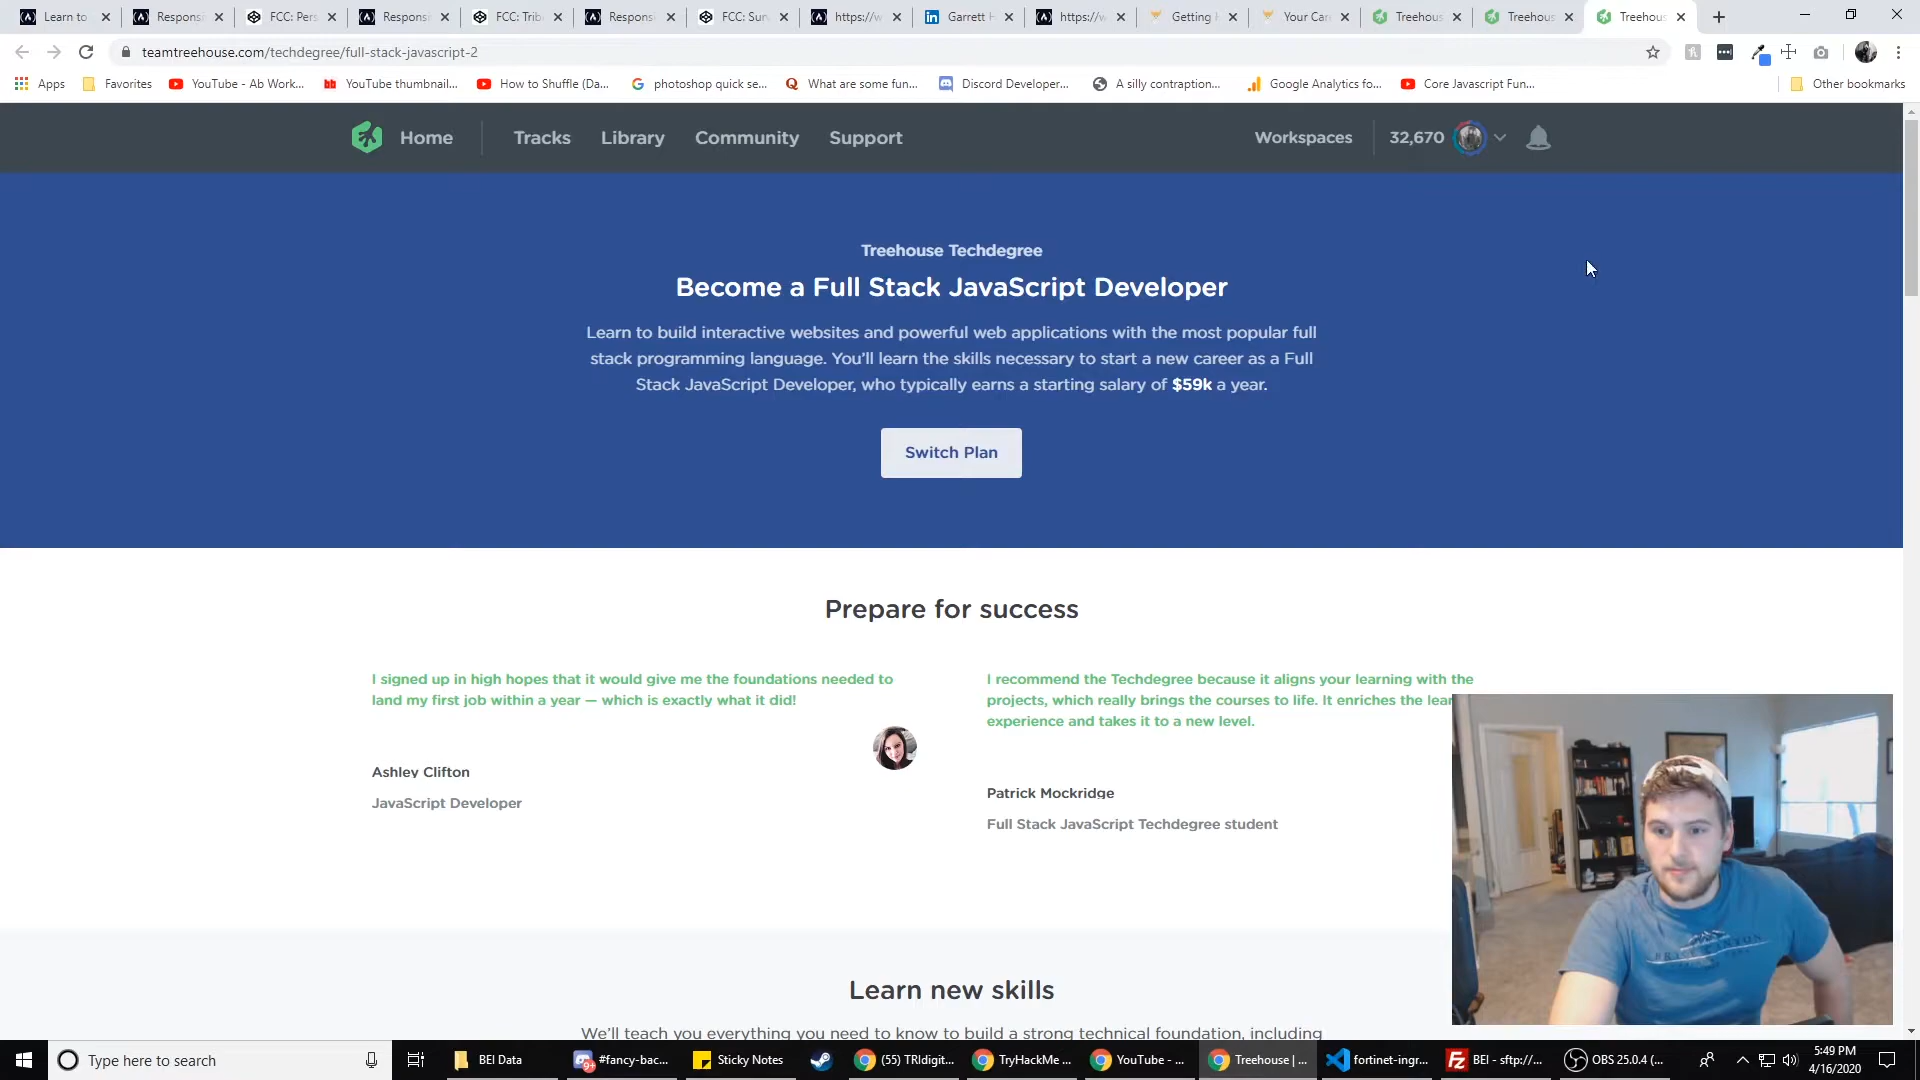 Learn to
Responsi
FCC: Pers
Responsi
FCC: Trib
Responsi
FCC: Sur
https://w
Garrett H
https://w
Getting
Your Car
Treehous
Treehous
Treehous
teamtreehouse.com/techdegree/full-stack-javascript-2
Apps
Favorites
YouTube - Ab Work...
YouTube thumbnail...
How to Shuffle (Da...
photoshop quick se...
What are some fun...
Discord Developer...
A silly contraption...
Google Analytics fo...
Core Javascript Fun...
Other bookmarks
Home
Tracks
Library
Community
Support
Workspaces
32,670
Treehouse Techdegree
Become a Full Stack JavaScript Developer
Learn to build interactive websites and powerful web applications with the most popular full
stack programming language. You'll learn the skills necessary to start a new career as a Full
Stack JavaScript Developer, who typically earns a starting salary of $59k a year.
Switch Plan
Prepare for success
I signed up in high hopes that it would give me the foundations needed to
land my first job within a year — which is exactly what it did!
Ashley Clifton
JavaScript Developer
I recommend the Techdegree because it aligns your learning with the
projects, which really brings the courses to life. It enriches the lear
experience and takes it to a new level.
Patrick Mockridge
Full Stack JavaScript Techdegree student
Learn new skills
We'll teach you everything you need to know to build a strong technical foundation, including
Type here to search
BEI Data
#fancy-bac...
Sticky Notes
(55) TRIdigit...
TryHackMe ...
YouTube - ...
Treehouse | ...
fortinet-ingr...
BEI - sftp://...
OBS 25.0.4 (...
5:49 PM
4/16/2020